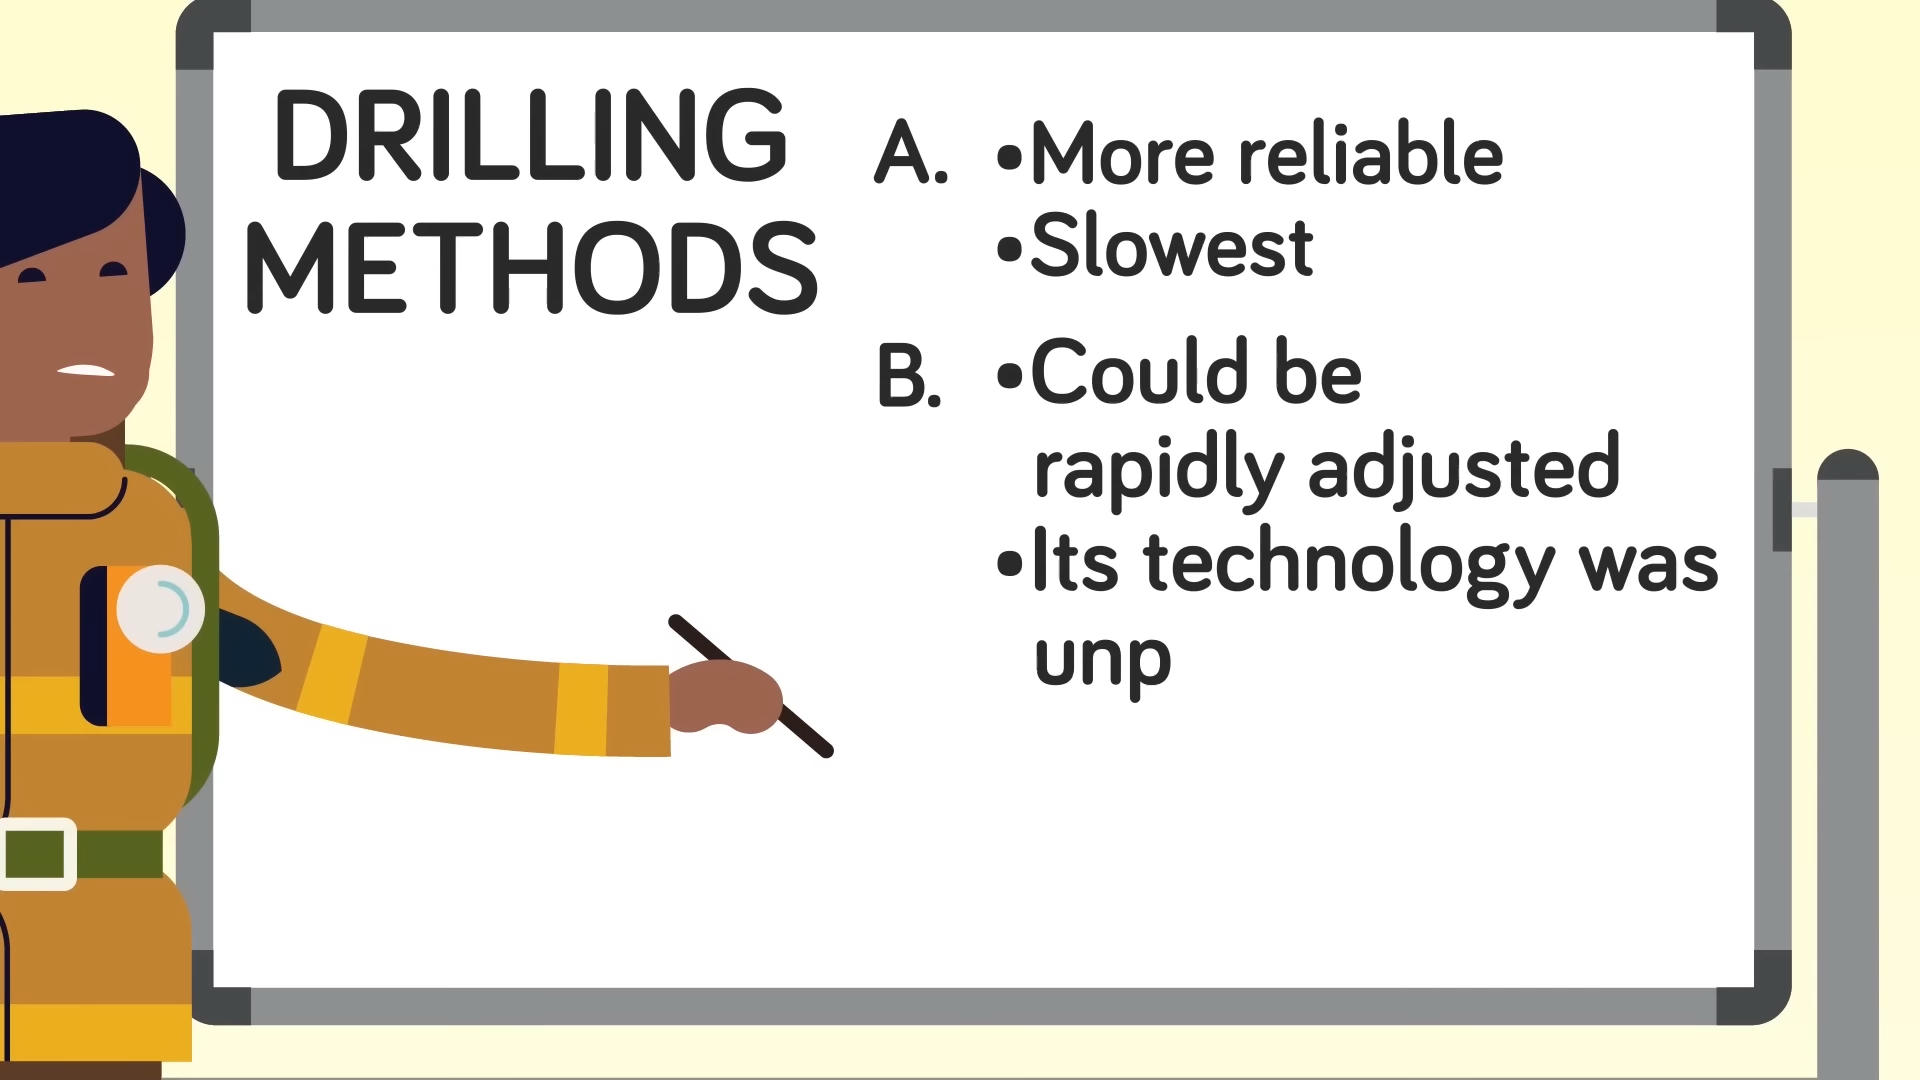 DRILLING
METHODS
A. •More reliable
•Slowest
B. •Could be
rapidly adjusted
•Its technology was
unp